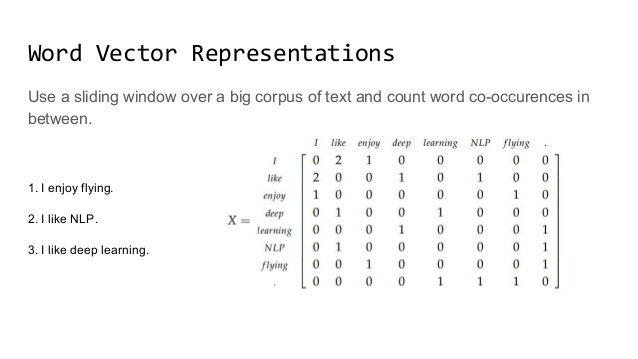 Word Vector Representations
Use a sliding window over a big corpus of text and count word co-occurences in
between.
1. I enjoy flying.
2. I like NLP.
3. I like deep learning.
X =
I like enjoy deep learning NLP flying .
I 0 2 1 0 0 0 0 0
like 2 0 0 1 0 1 0 0
enjoy 1 0 0 0 0 0 1 0
deep 0 1 0 0 1 0 0 0
learning 0 0 0 1 0 0 0 1
NLP 0 1 0 0 0 0 0 1
flying 0 0 1 0 0 0 0 1
. 0 0 0 0 1 1 1 0